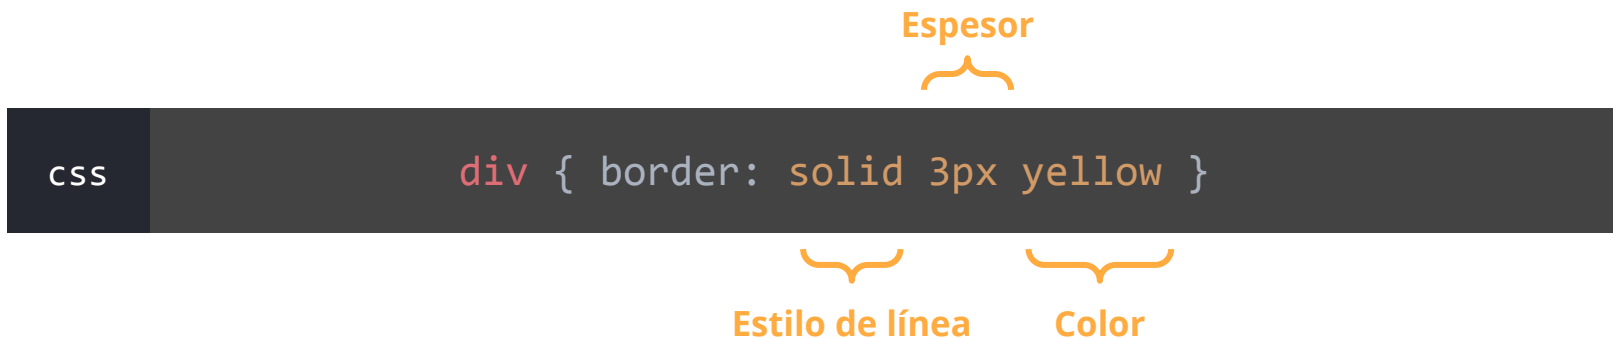 Espesor
css
div { border: solid 3px yellow }
Estilo de línea
Color